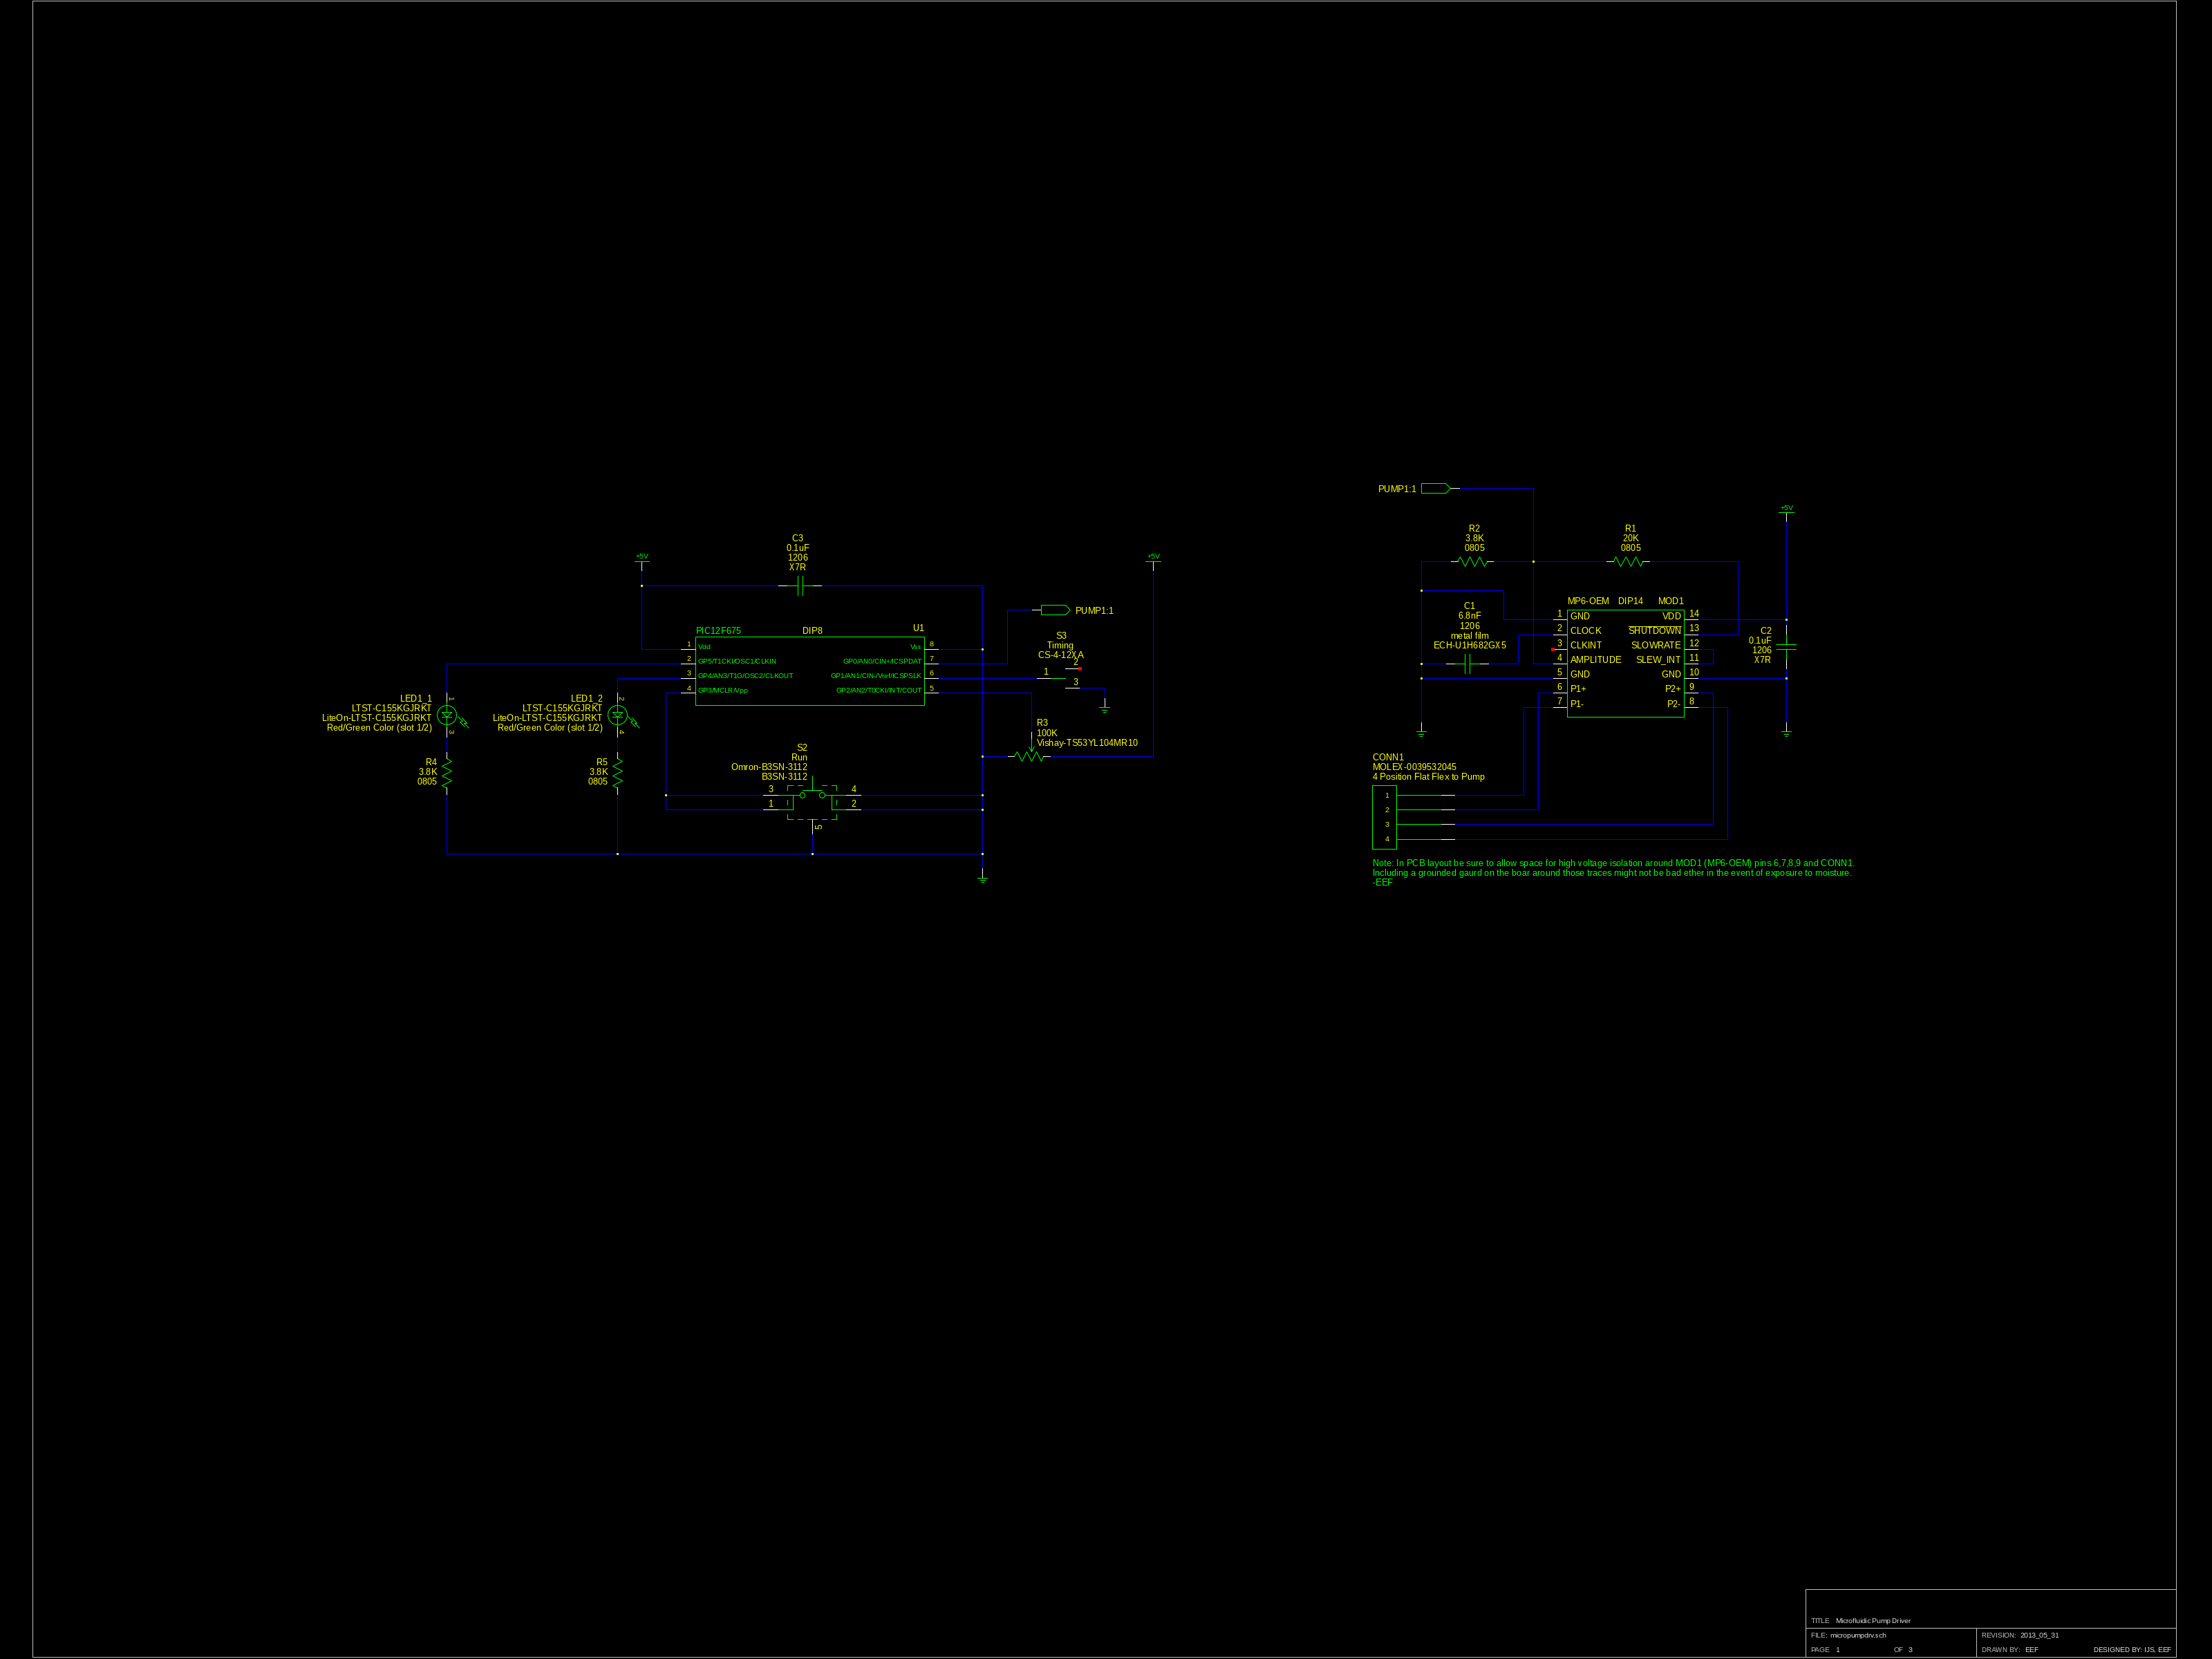 PUMP1:1
+5V
R2
3.8K
0805
R1
20K
0805
C3
0.1uF
1206
X7R
+5V
+5V
PUMP1:1
PIC12F675 DIP8 U1
1 Vdd
2 GP5/T1CKI/OSC1/CLKIN
3 GP4/AN3/T1G/OSC2/CLKOUT
4 GP3/MCLR/Vpp
Vss 8
GP0/AN0/CIN+/ICSPDAT 7
GP1/AN1/CIN-/Vref/ICSPSLK 6
GP2/AN2/T0CKI/INT/COUT 5
S3
Timing
CS-4-12XA
2
1
3
C1
6.8nF
1206
metal film
ECH-U1H682GX5
MP6-OEM DIP14 MOD1
1 GND VDD 14
2 CLOCK SHUTDOWN 13
3 CLKINT SLOWRATE 12
4 AMPLITUDE SLEW_INT 11
5 GND GND 10
6 P1+ P2+ 9
7 P1- P2- 8
C2
0.1uF
1206
X7R
LED1_1
LTST-C155KGJRKT
LiteOn-LTST-C155KGJRKT
Red/Green Color (slot 1/2)
1
3
LED1_2
LTST-C155KGJRKT
LiteOn-LTST-C155KGJRKT
Red/Green Color (slot 1/2)
2
4
R4
3.8K
0805
R5
3.8K
0805
R3
100K
Vishay-TS53YL104MR10
S2
Run
Omron-B3SN-3112
B3SN-3112
3 4
1 2
5
CONN1
MOLEX-0039532045
4 Position Flat Flex to Pump
1
2
3
4
Note: In PCB layout be sure to allow space for high voltage isolation around MOD1 (MP6-OEM) pins 6,7,8,9 and CONN1.
Including a grounded gaurd on the boar around those traces might not be bad ether in the event of exposure to moisture.
-EEF
TITLE Microfluidic Pump Driver
FILE: micropumpdrv.sch REVISION: 2013_05_31
PAGE 1 OF 3 DRAWN BY: EEF DESIGNED BY: IJS, EEF